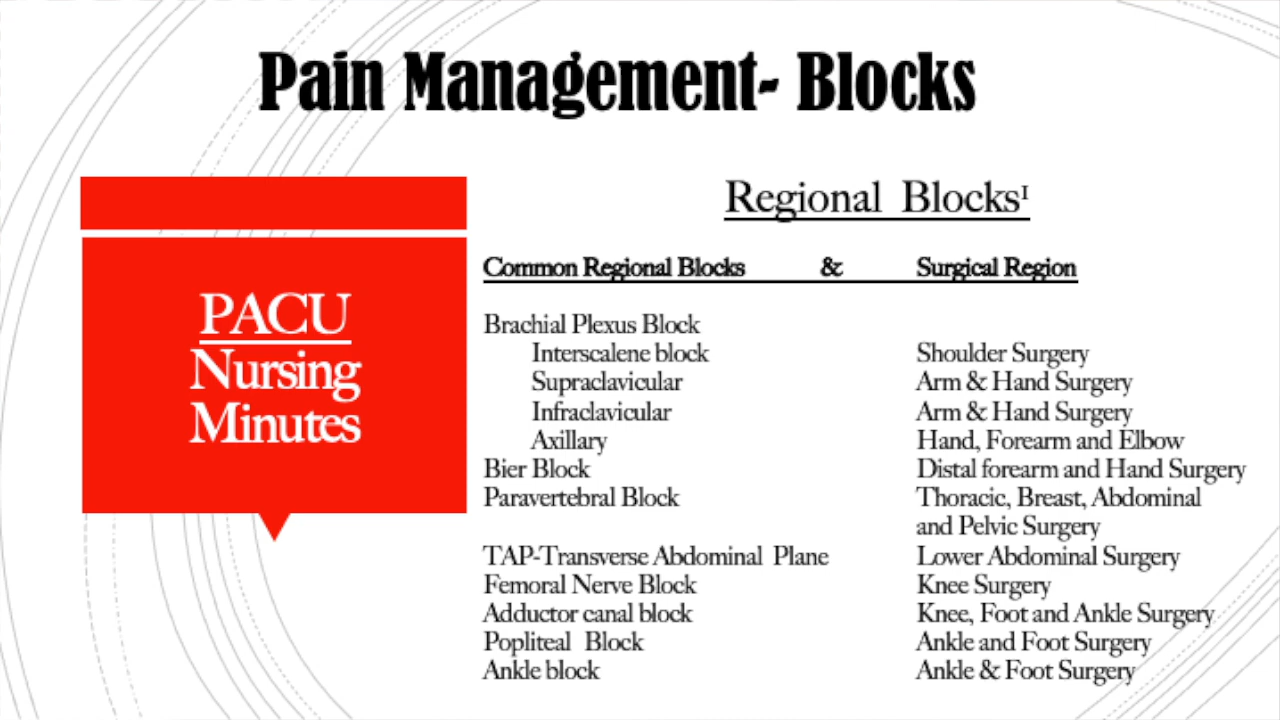 Pain Management- Blocks
PACU
Nursing
Minutes
Regional Blocks¹
Common Regional Blocks & Surgical Region
Brachial Plexus Block
Interscalene block Shoulder Surgery
Supraclavicular Arm & Hand Surgery
Infraclavicular Arm & Hand Surgery
Axillary Hand, Forearm and Elbow
Bier Block Distal forearm and Hand Surgery
Paravertebral Block Thoracic, Breast, Abdominal
and Pelvic Surgery
TAP-Transverse Abdominal Plane Lower Abdominal Surgery
Femoral Nerve Block Knee Surgery
Adductor canal block Knee, Foot and Ankle Surgery
Popliteal Block Ankle and Foot Surgery
Ankle block Ankle & Foot Surgery